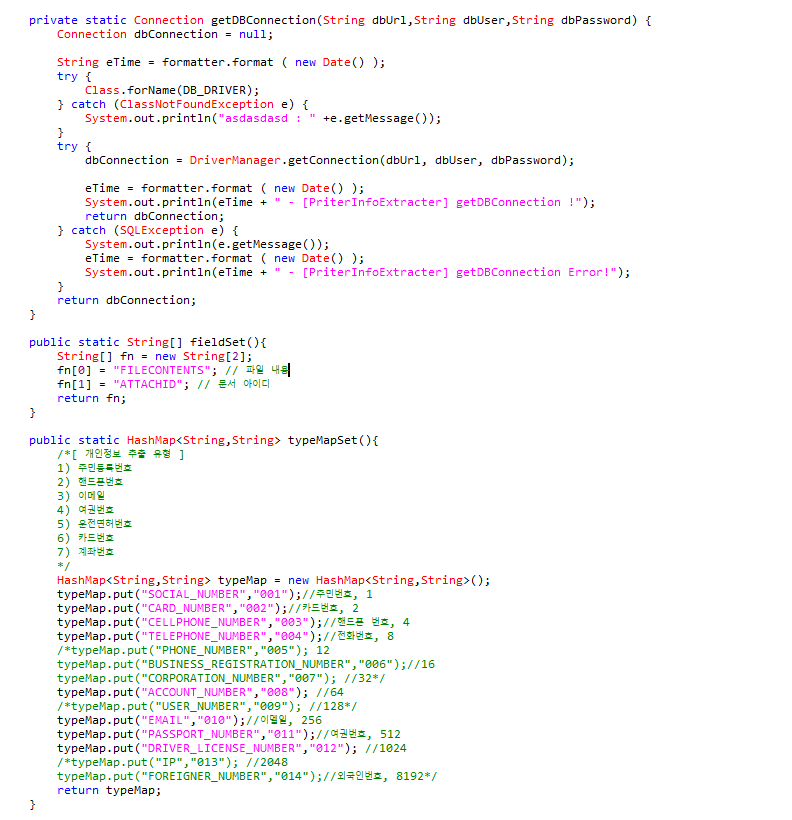 private static Connection getDBConnection(String dbUrl,String dbUser,String dbPassword) {
Connection dbConnection = null;
String eTime = formatter.format ( new Date() );
try {
Class.forName(DB_DRIVER);
} catch (ClassNotFoundException e) {
System.out.println("asdasdasd : " +e.getMessage());
}
try {
dbConnection = DriverManager.getConnection(dbUrl, dbUser, dbPassword);
eTime = formatter.format ( new Date() );
System.out.println(eTime + " - [PriterInfoExtracter] getDBConnection !");
return dbConnection;
} catch (SQLException e) {
System.out.println(e.getMessage());
eTime = formatter.format ( new Date() );
System.out.println(eTime + " - [PriterInfoExtracter] getDBConnection Error!");
}
return dbConnection;
}
public static String[] fieldSet(){
String[] fn = new String[2];
fn[0] = "FILECONTENTS"; // 파일 내용
fn[1] = "ATTACHID"; // 문서 아이디
return fn;
}
public static HashMap<String,String> typeMapSet(){
/*[ 개인정보 추출 유형 ]
1) 주민등록번호
2) 핸드폰번호
3) 이메일
4) 여권번호
5) 운전면허번호
6) 카드번호
7) 계좌번호
*/
HashMap<String,String> typeMap = new HashMap<String,String>();
typeMap.put("SOCIAL_NUMBER","001");//주민번호, 1
typeMap.put("CARD_NUMBER","002");//카드번호, 2
typeMap.put("CELLPHONE_NUMBER","003");//핸드폰 번호, 4
typeMap.put("TELEPHONE_NUMBER","004");//전화번호, 8
/*typeMap.put("PHONE_NUMBER","005"); 12
typeMap.put("BUSINESS_REGISTRATION_NUMBER","006");//16
typeMap.put("CORPORATION_NUMBER","007"); //32*/
typeMap.put("ACCOUNT_NUMBER","008"); //64
/*typeMap.put("USER_NUMBER","009"); //128*/
typeMap.put("EMAIL","010");//이멜일, 256
typeMap.put("PASSPORT_NUMBER","011");//여권번호, 512
typeMap.put("DRIVER_LICENSE_NUMBER","012"); //1024
/*typeMap.put("IP","013"); //2048
typeMap.put("FOREIGNER_NUMBER","014");//외국인번호, 8192*/
return typeMap;
}